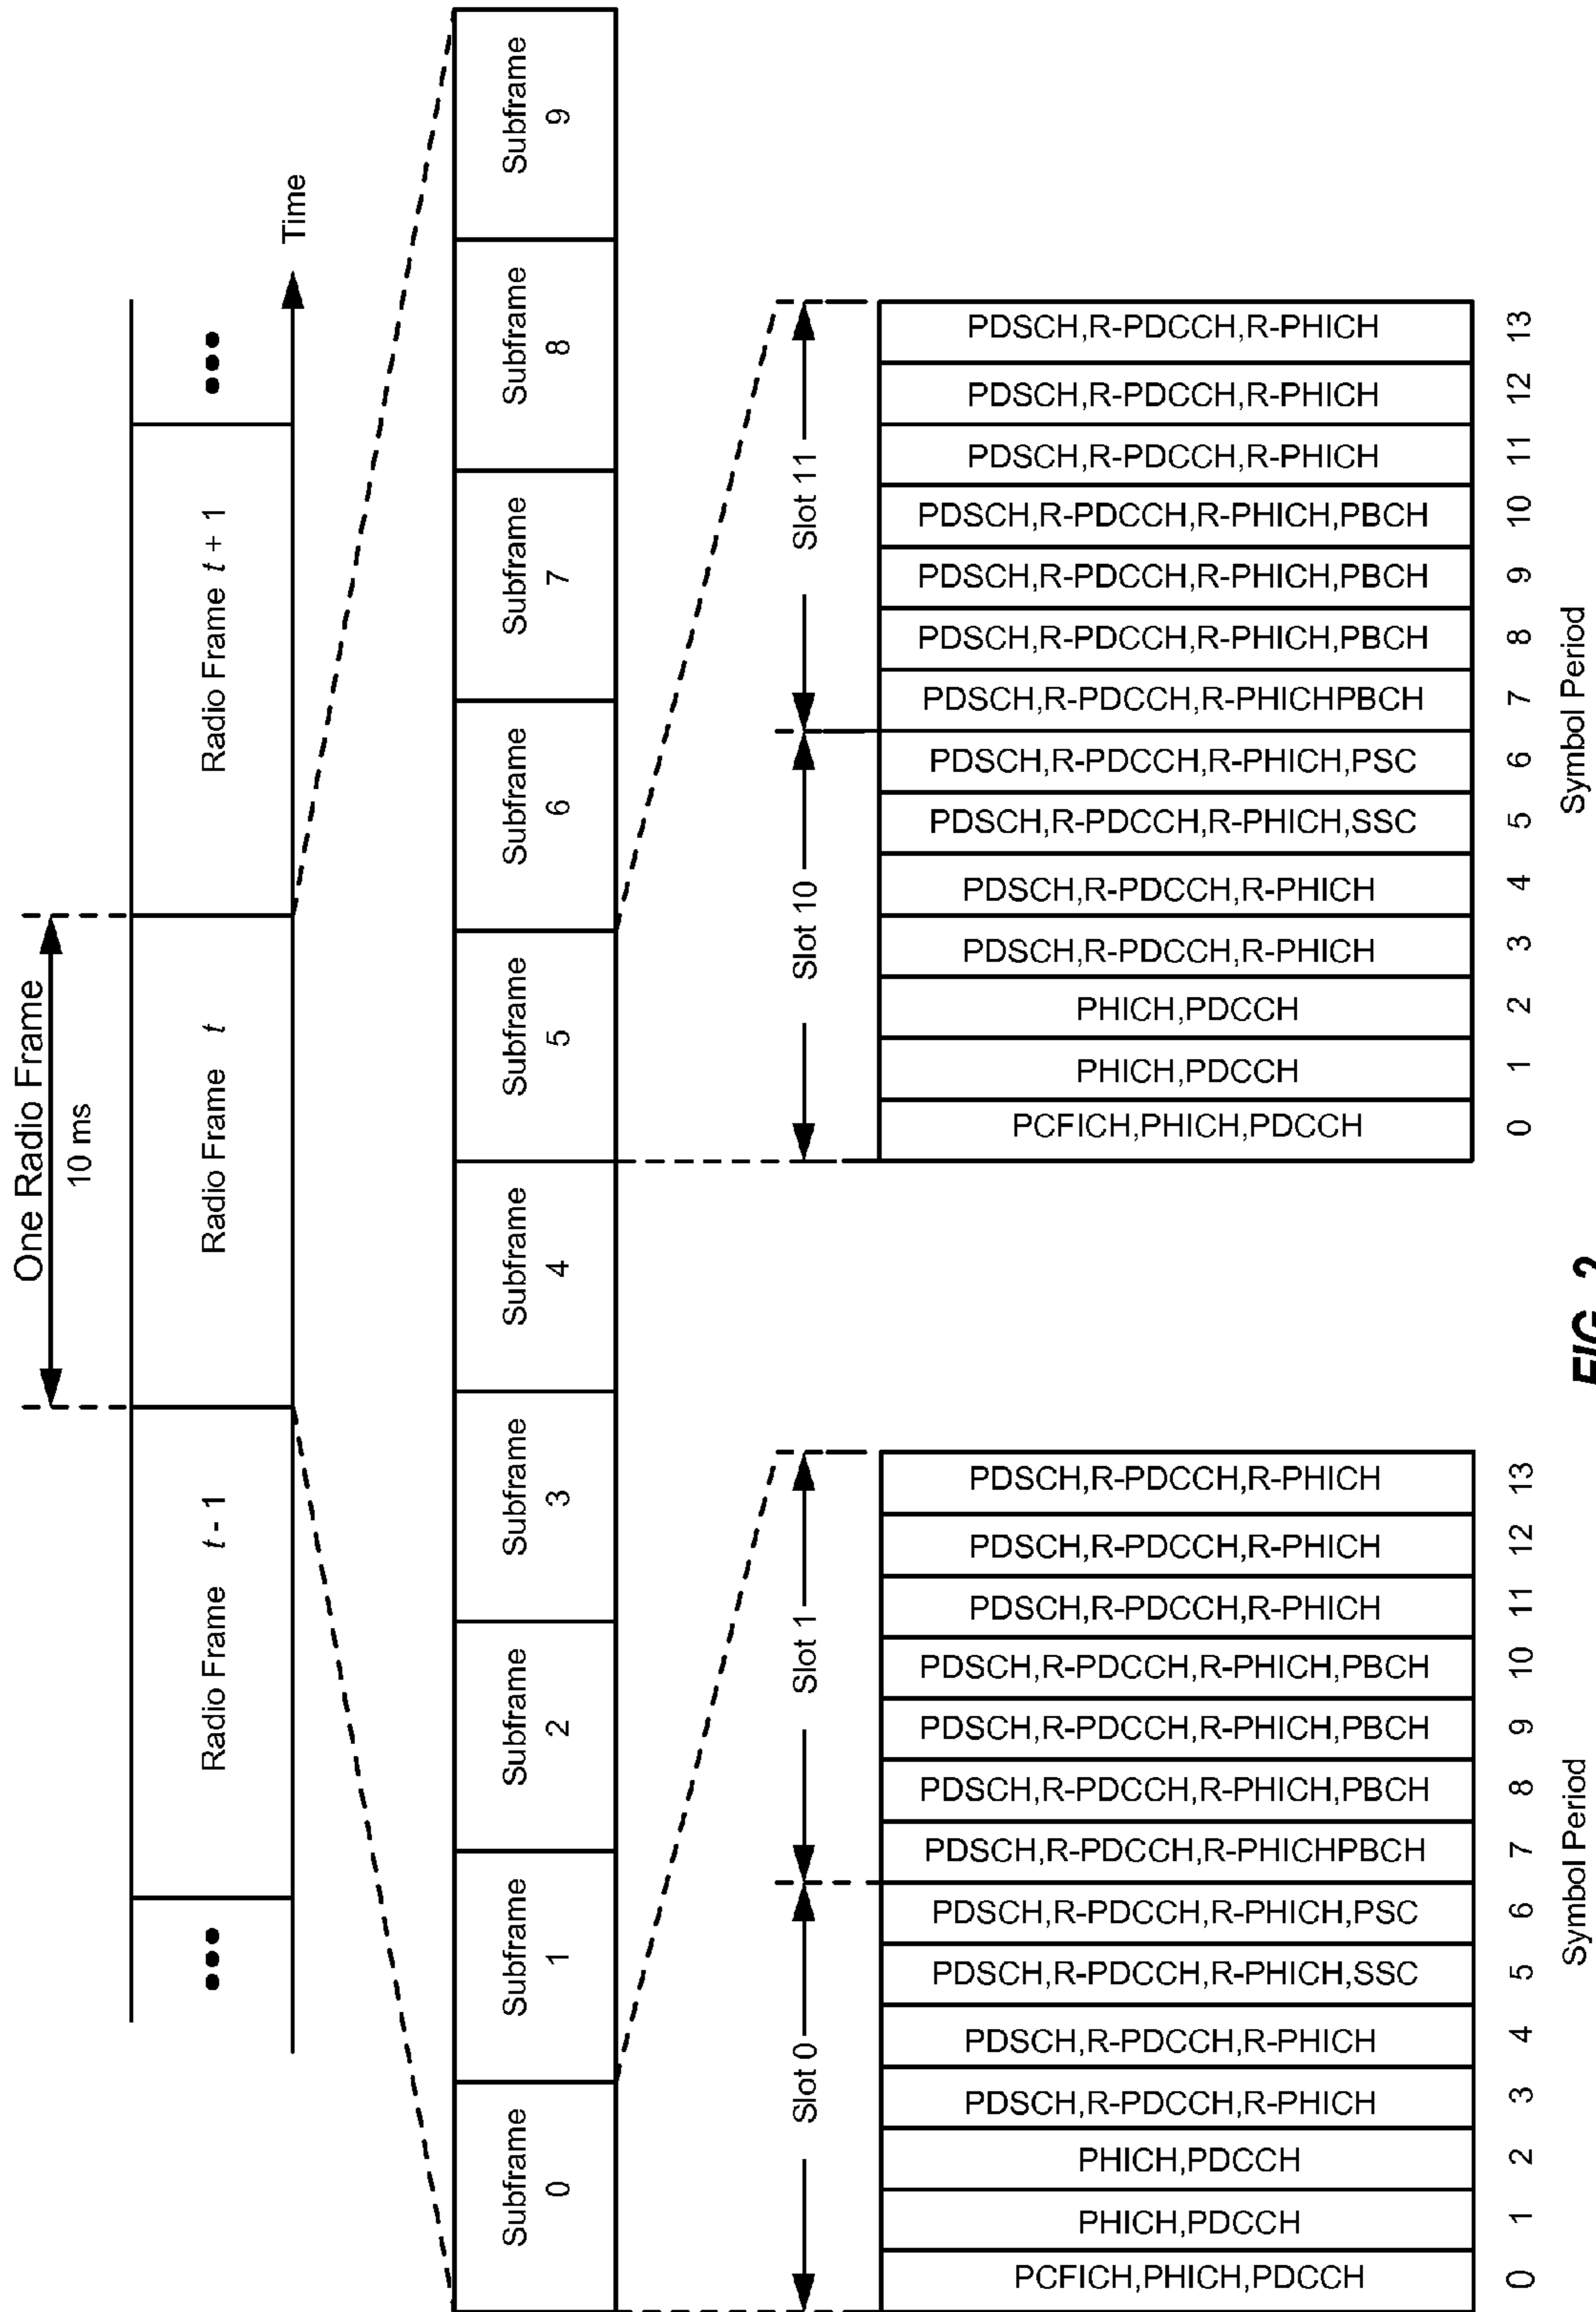 One Radio Frame
10 ms
Radio Frame t - 1
Radio Frame t
Radio Frame t + 1
Time
Subframe
0
Subframe
1
Subframe
2
Subframe
3
Subframe
4
Subframe
5
Subframe
6
Subframe
7
Subframe
8
Subframe
9
Slot 0
Slot 1
PCFICH,PHICH,PDCCH
PHICH,PDCCH
PHICH,PDCCH
PDSCH,R-PDCCH,R-PHICH
PDSCH,R-PDCCH,R-PHICH
PDSCH,R-PDCCH,R-PHICH,SSC
PDSCH,R-PDCCH,R-PHICH,PSC
PDSCH,R-PDCCH,R-PHICHPBCH
PDSCH,R-PDCCH,R-PHICH,PBCH
PDSCH,R-PDCCH,R-PHICH,PBCH
PDSCH,R-PDCCH,R-PHICH,PBCH
PDSCH,R-PDCCH,R-PHICH
PDSCH,R-PDCCH,R-PHICH
PDSCH,R-PDCCH,R-PHICH
0 1 2 3 4 5 6 7 8 9 10 11 12 13
Symbol Period
Slot 10
Slot 11
PCFICH,PHICH,PDCCH
PHICH,PDCCH
PHICH,PDCCH
PDSCH,R-PDCCH,R-PHICH
PDSCH,R-PDCCH,R-PHICH
PDSCH,R-PDCCH,R-PHICH,SSC
PDSCH,R-PDCCH,R-PHICH,PSC
PDSCH,R-PDCCH,R-PHICHPBCH
PDSCH,R-PDCCH,R-PHICH,PBCH
PDSCH,R-PDCCH,R-PHICH,PBCH
PDSCH,R-PDCCH,R-PHICH,PBCH
PDSCH,R-PDCCH,R-PHICH
PDSCH,R-PDCCH,R-PHICH
PDSCH,R-PDCCH,R-PHICH
0 1 2 3 4 5 6 7 8 9 10 11 12 13
Symbol Period
FIG. 2